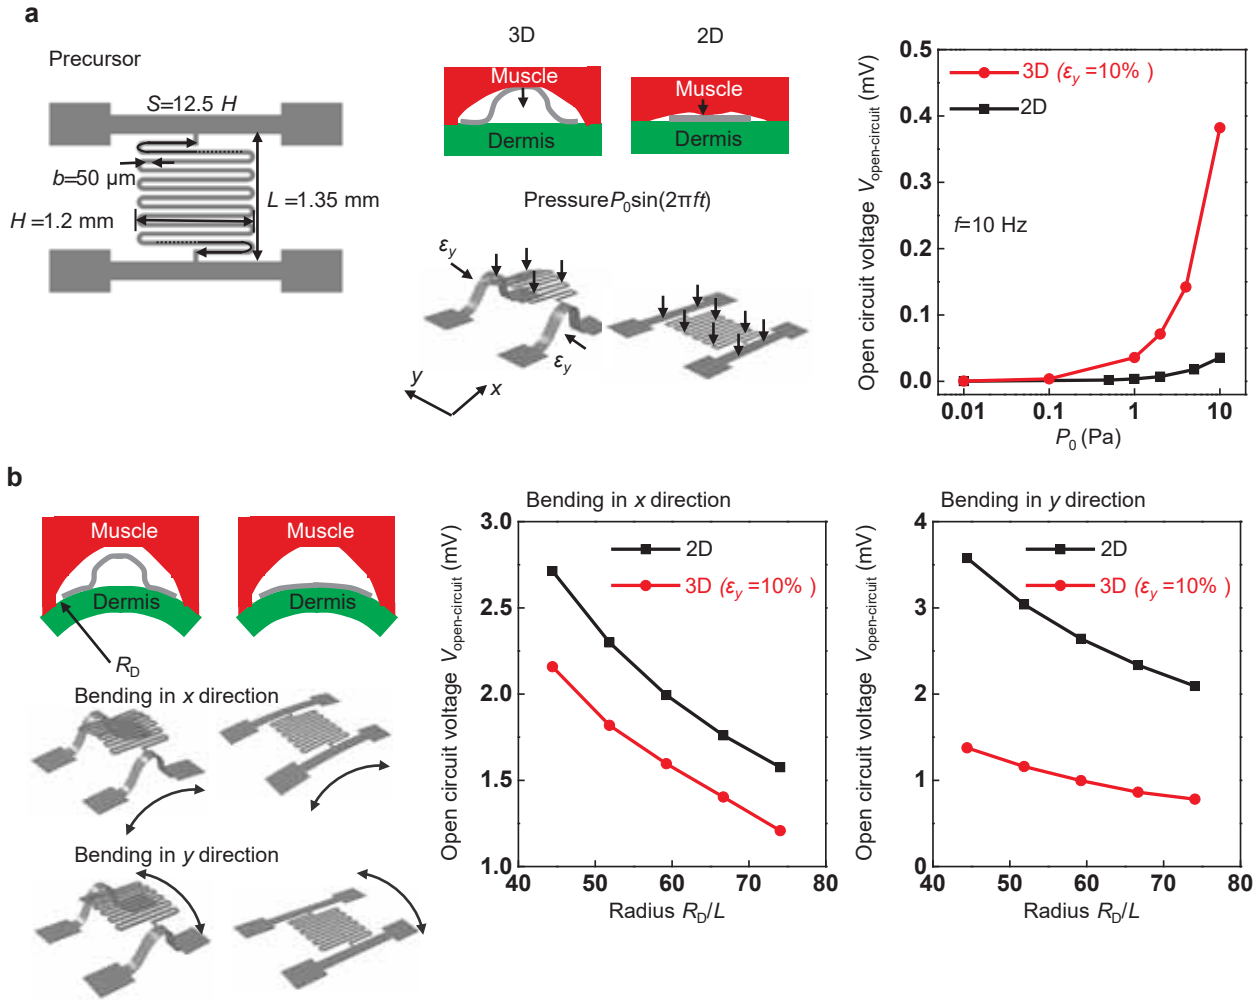 a
Precursor
S=12.5 H
b=50 μm
L =1.35 mm
H =1.2 mm
3D
2D
Muscle
Muscle
Dermis
Dermis
Pressure P0sin(2πft)
εy
εy
y
x
Open circuit voltage Vopen-circuit (mV)
0.5
0.4
0.3
0.2
0.1
0.0
3D (εy =10% )
2D
f=10 Hz
0.01
0.1
1
10
P0 (Pa)
b
Muscle
Muscle
Dermis
Dermis
RD
Bending in x direction
Bending in y direction
Bending in x direction
Open circuit voltage Vopen-circuit (mV)
3.0
2.5
2.0
1.5
1.0
2D
3D (εy =10% )
40
50
60
70
80
Radius RD/L
Bending in y direction
Open circuit voltage Vopen-circuit (mV)
4
3
2
1
0
2D
3D (εy =10% )
40
50
60
70
80
Radius RD/L